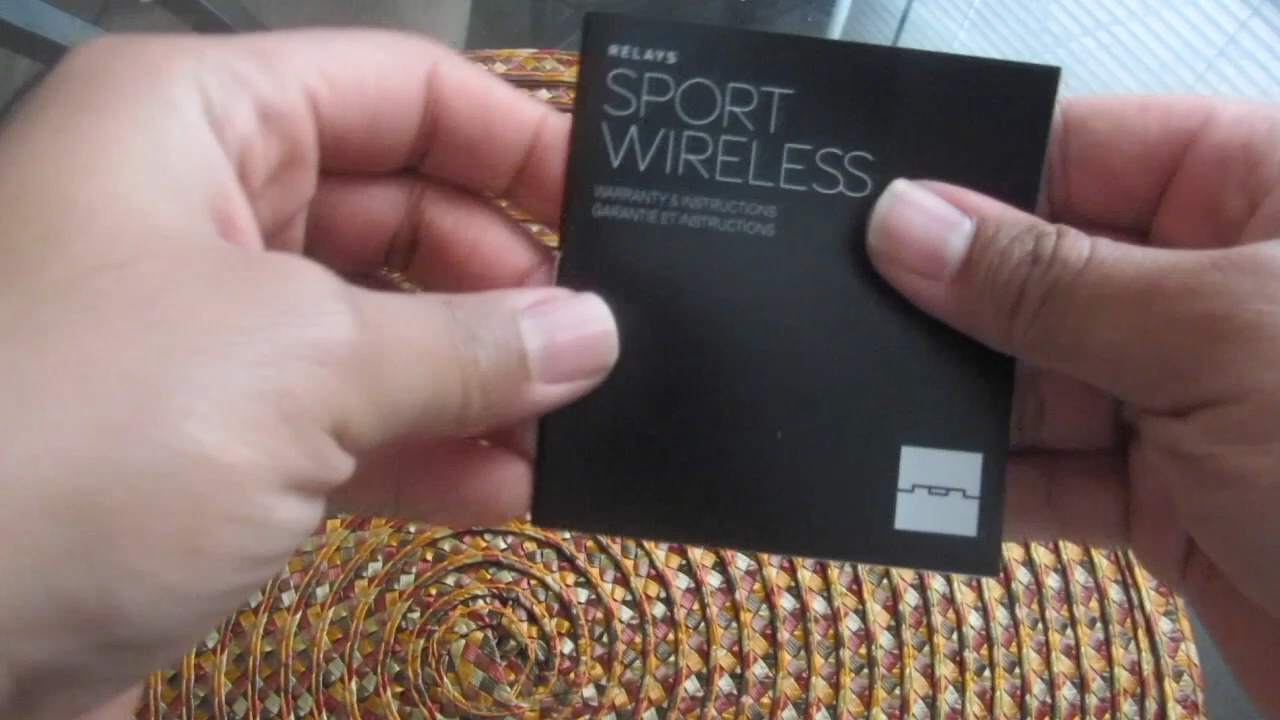 RELAYS
SPORT
WIRELESS
WARRANTY & INSTRUCTIONS
GARANTIE ET INSTRUCTIONS